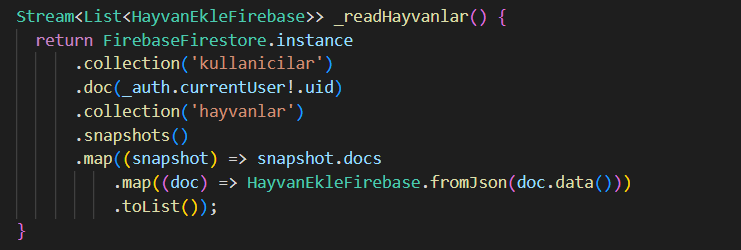 Stream<List<HayvanEkleFirebase>> _readHayvanlar() {
  return FirebaseFirestore.instance
      .collection('kullanicilar')
      .doc(_auth.currentUser!.uid)
      .collection('hayvanlar')
      .snapshots()
      .map((snapshot) => snapshot.docs
          .map((doc) => HayvanEkleFirebase.fromJson(doc.data()))
          .toList());
}